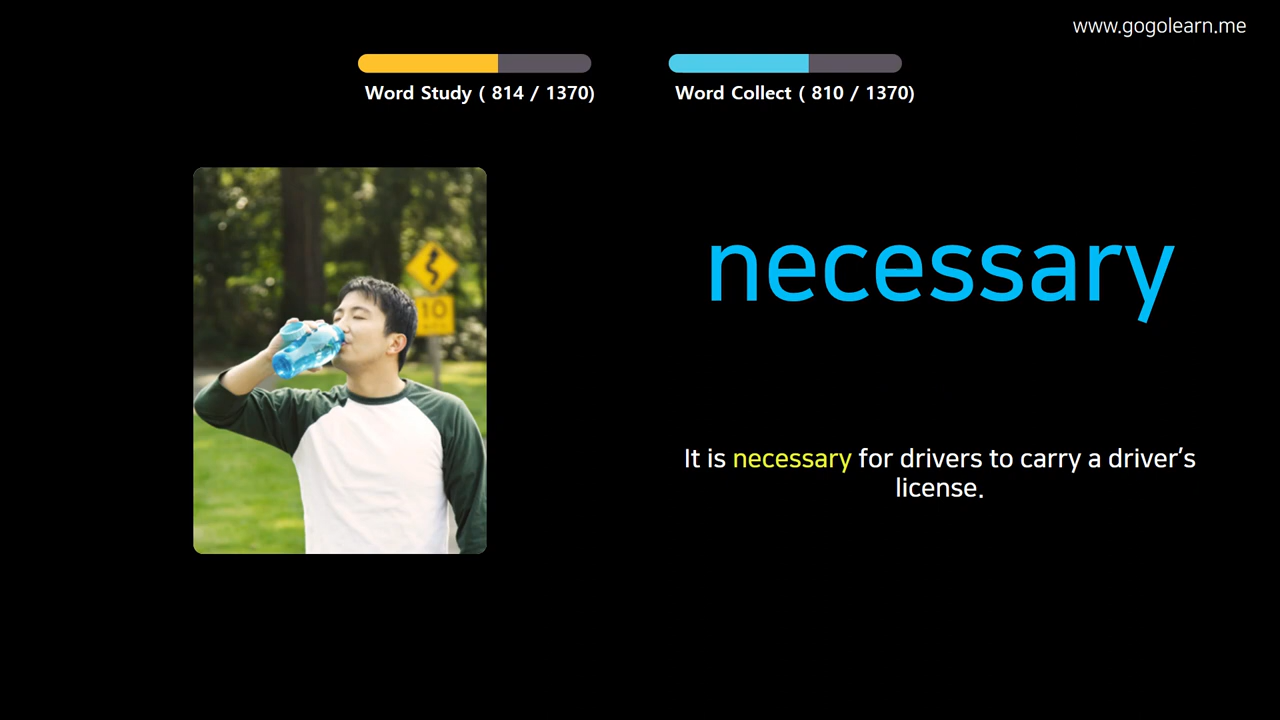 www.gogolearn.me
Word Study ( 814 / 1370)
Word Collect ( 810 / 1370)
10
necessary
It is necessary for drivers to carry a driver's
license.